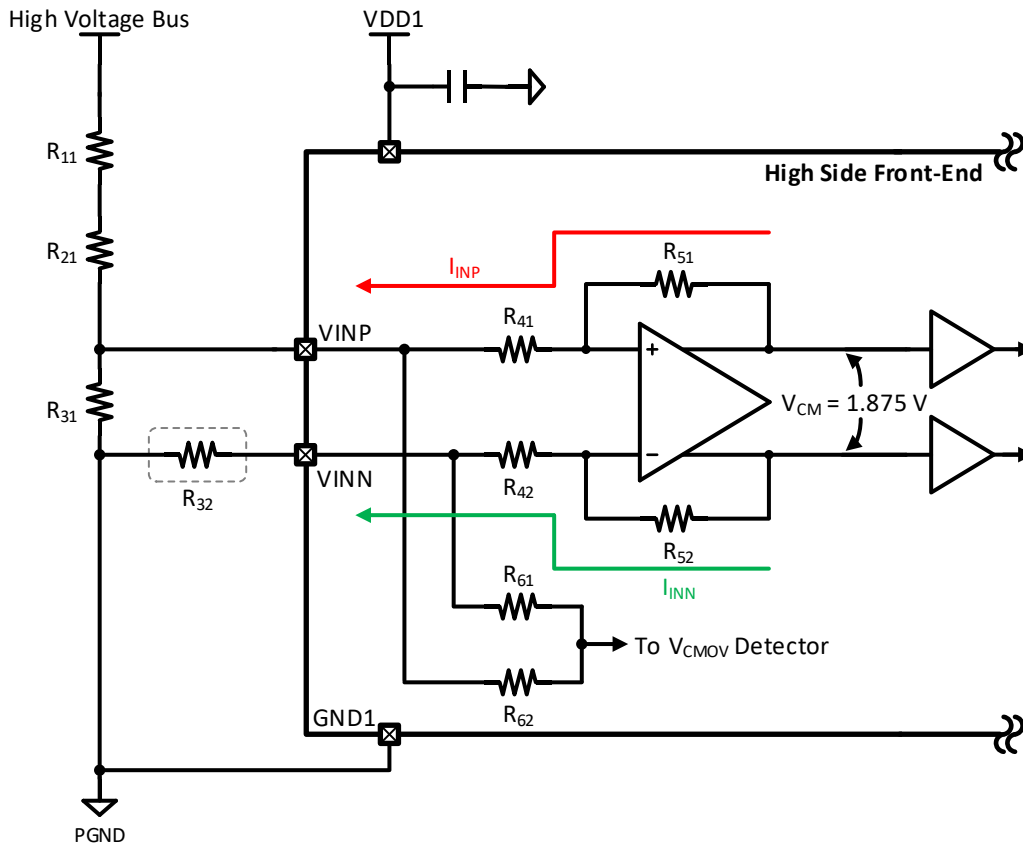 High Voltage Bus
VDD1
R11
High Side Front-End
R21
IINP
R51
VINP
R41
+
R31
VCM = 1.875 V
VINN
R32
R42
−
R52
IINN
R61
To VCMOV Detector
R62
GND1
PGND